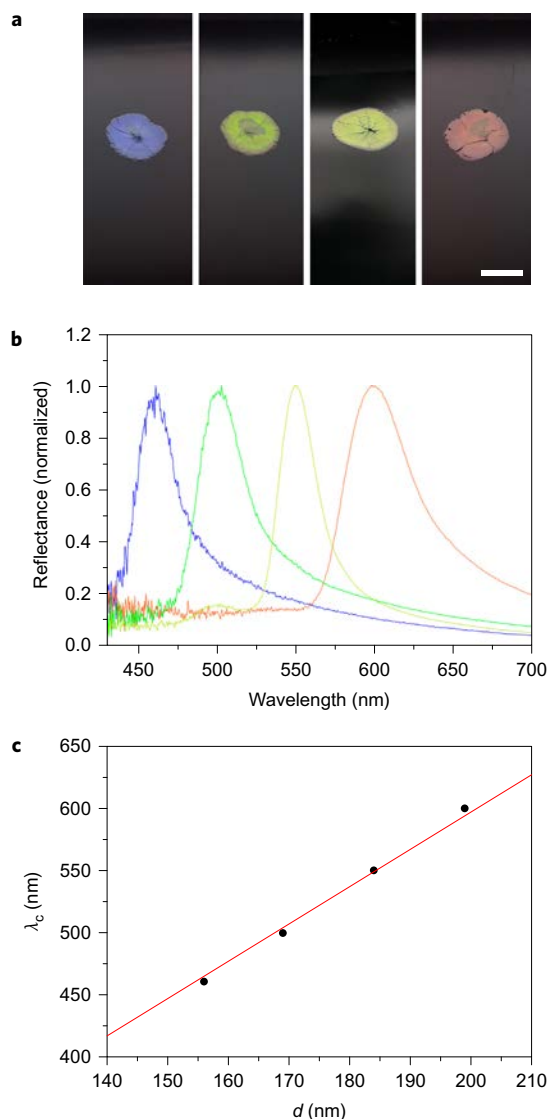 a
b
1.2
1.0
0.8
0.6
0.4
0.2
0.0
Reflectance (normalized)
450 500 550 600 650 700
Wavelength (nm)
c
650
600
550
500
450
400
λc (nm)
140 150 160 170 180 190 200 210
d (nm)